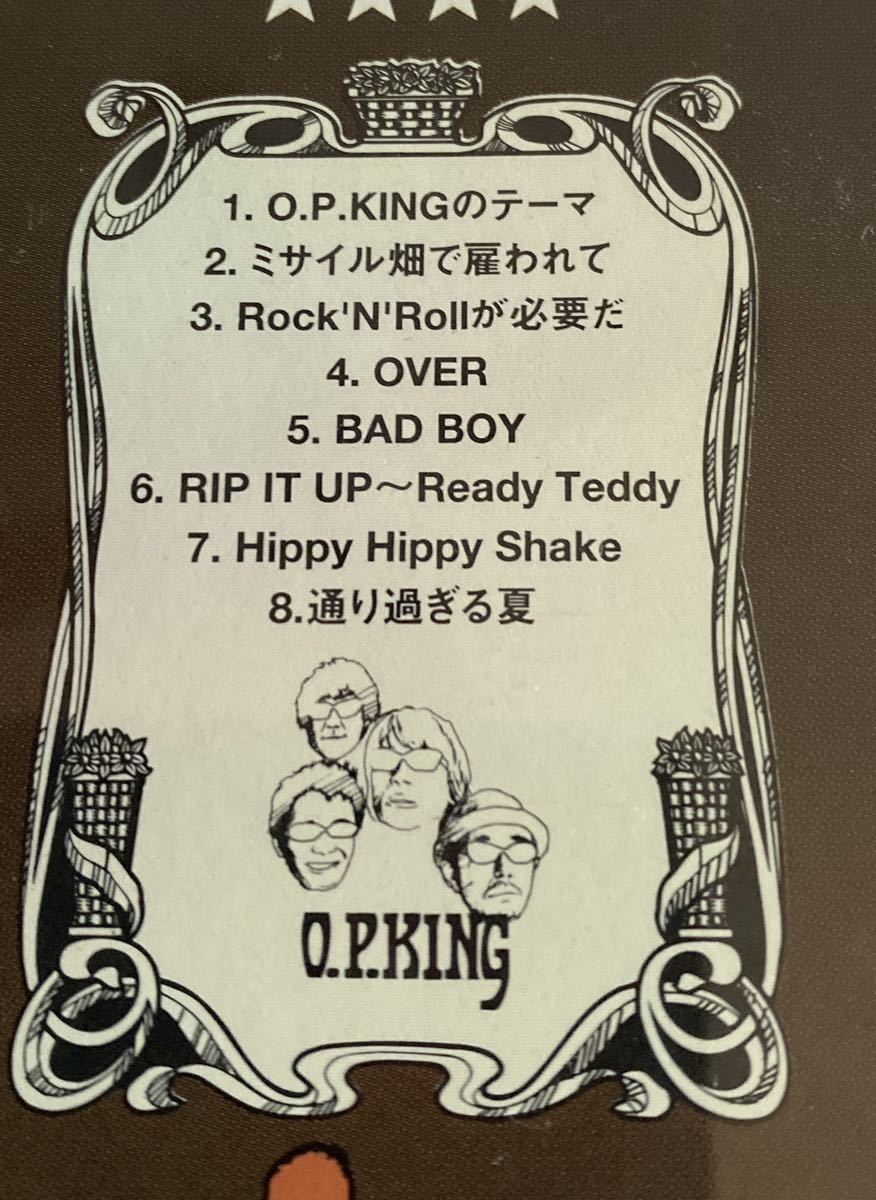 1. O.P.KINGのテーマ
2. ミサイル畑で雇われて
3. Rock'N'Rollが必要だ
4. OVER
5. BAD BOY
6. RIP IT UP〜Ready Teddy
7. Hippy Hippy Shake
8.通り過ぎる夏
O.P.KING